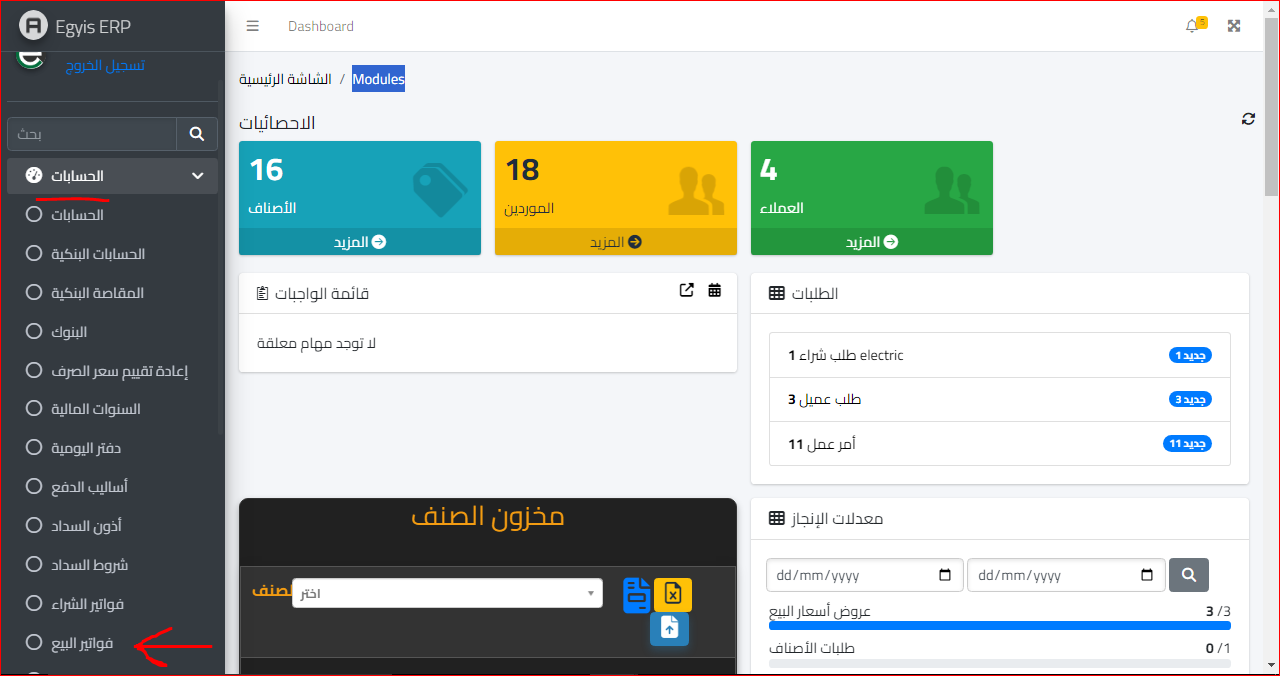 Egyis ERP
تسجيل الخروج
بحث
الحسابات
الحسابات
الحسابات البنكية
المقاصة البنكية
البنوك
إعادة تقييم سعر الصرف
السنوات المالية
دفتر اليومية
أساليب الدفع
أذون السداد
شروط السداد
فواتير الشراء
فواتير البيع
Dashboard
5
الشاشة الرئيسية / Modules
الاحصائيات
16
الأصناف
المزيد
18
الموردين
المزيد
4
العملاء
المزيد
قائمة الواجبات
لا توجد مهام معلقة
الطلبات
1 طلب شراء electric
جديد 1
3 طلب عميل
جديد 3
11 أمر عمل
جديد 11
مخزون الصنف
الصنف
اختر
معدلات الإنجاز
dd/mm/yyyy
dd/mm/yyyy
عروض أسعار البيع
3 /3
طلبات الأصناف
0 /1